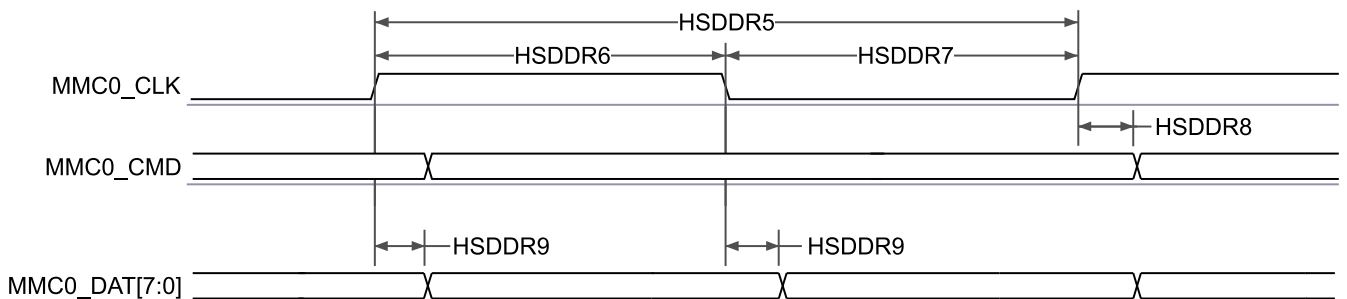 HSDDR5
HSDDR6 HSDDR7
MMC0_CLK
HSDDR8
MMC0_CMD
HSDDR9 HSDDR9
MMC0_DAT[7:0]